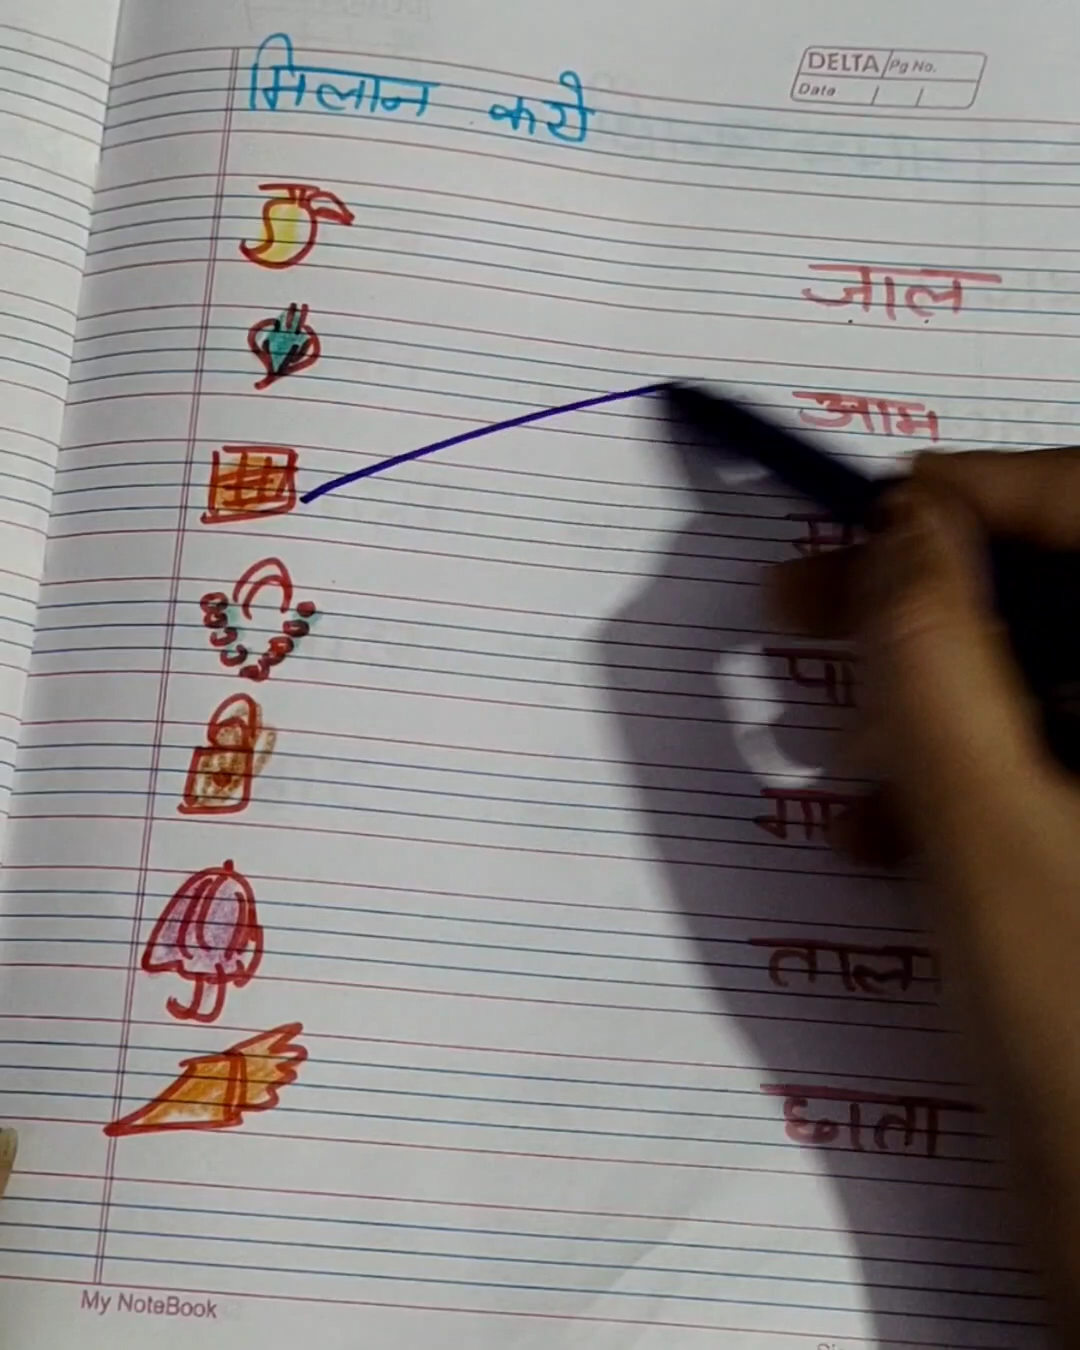 मिलान करो
DELTA Pg No.
Date / /
जाल
आम
पा
गा
ताला
छाता
My NoteBook